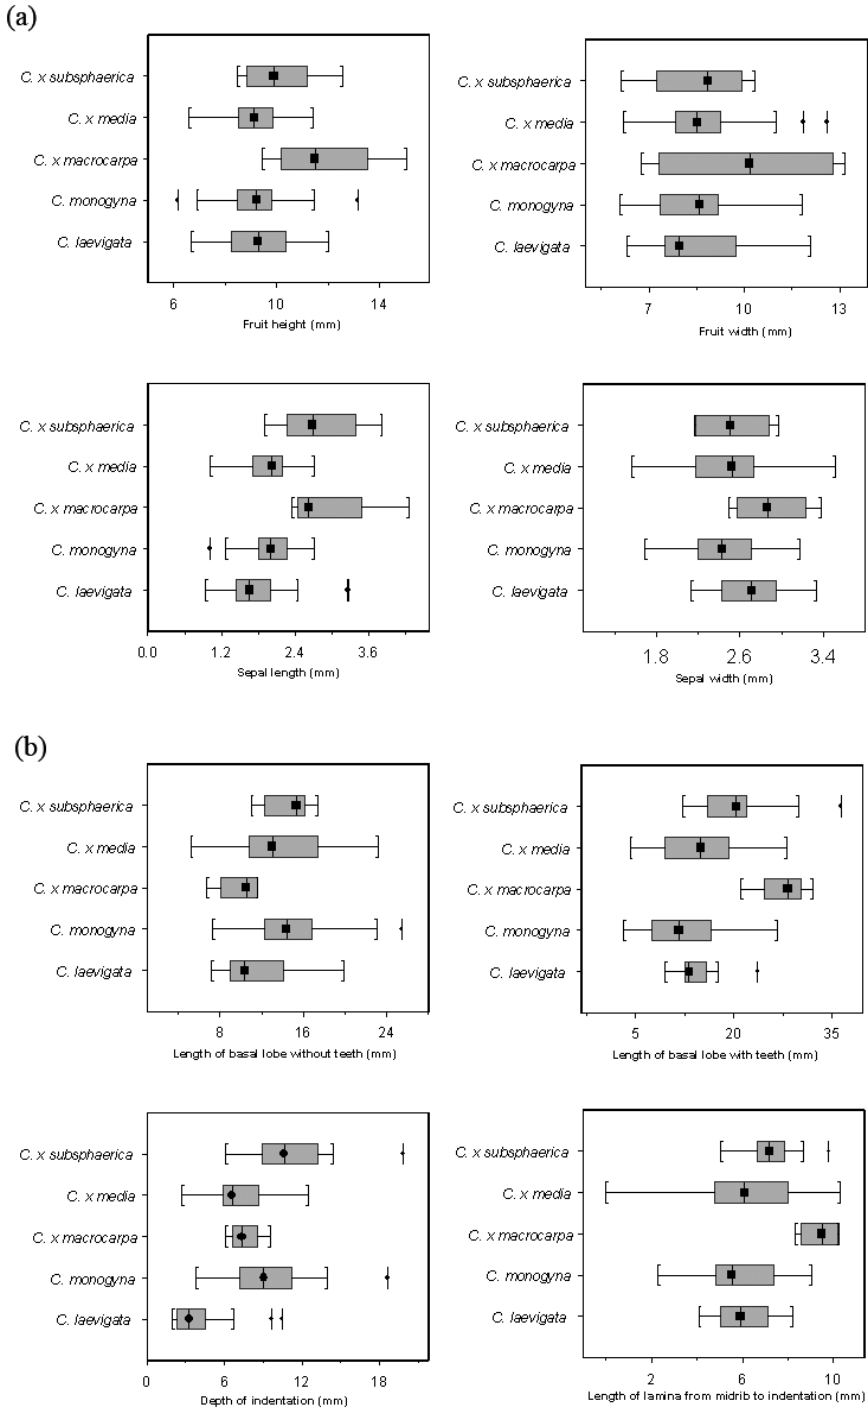 (a)
C. x subsphaerica
C. x media
C. x macrocarpa
C. monogyna
C. laevigata
6 10 14
Fruit height (mm)
C. x subsphaerica
C. x media
C. x macrocarpa
C. monogyna
C. laevigata
7 10 13
Fruit width (mm)
C. x subsphaerica
C. x media
C. x macrocarpa
C. monogyna
C. laevigata
0.0 1.2 2.4 3.6
Sepal length (mm)
C. x subsphaerica
C. x media
C. x macrocarpa
C. monogyna
C. laevigata
1.8 2.6 3.4
Sepal width (mm)
(b)
C. x subsphaerica
C. x media
C. x macrocarpa
C. monogyna
C. laevigata
8 16 24
Length of basal lobe without teeth (mm)
C. x subsphaerica
C. x media
C. x macrocarpa
C. monogyna
C. laevigata
5 20 35
Length of basal lobe with teeth (mm)
C. x subsphaerica
C. x media
C. x macrocarpa
C. monogyna
C. laevigata
0 6 12 18
Depth of indentation (mm)
C. x subsphaerica
C. x media
C. x macrocarpa
C. monogyna
C. laevigata
2 6 10
Length of lamina from midrib to indentation (mm)